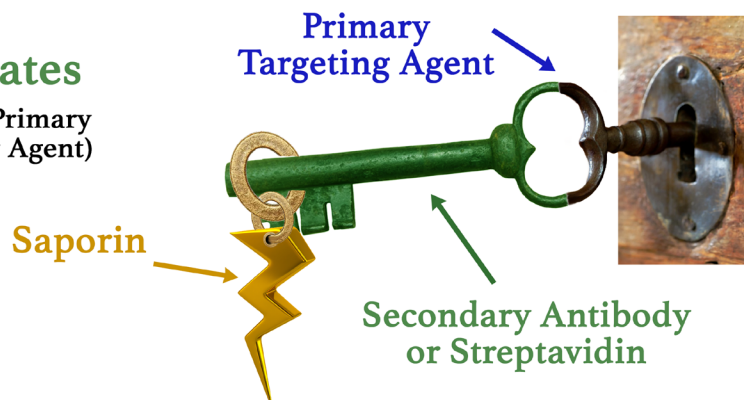 Primary
Targeting Agent
ates
Primary
Agent)
Saporin
Secondary Antibody
or Streptavidin